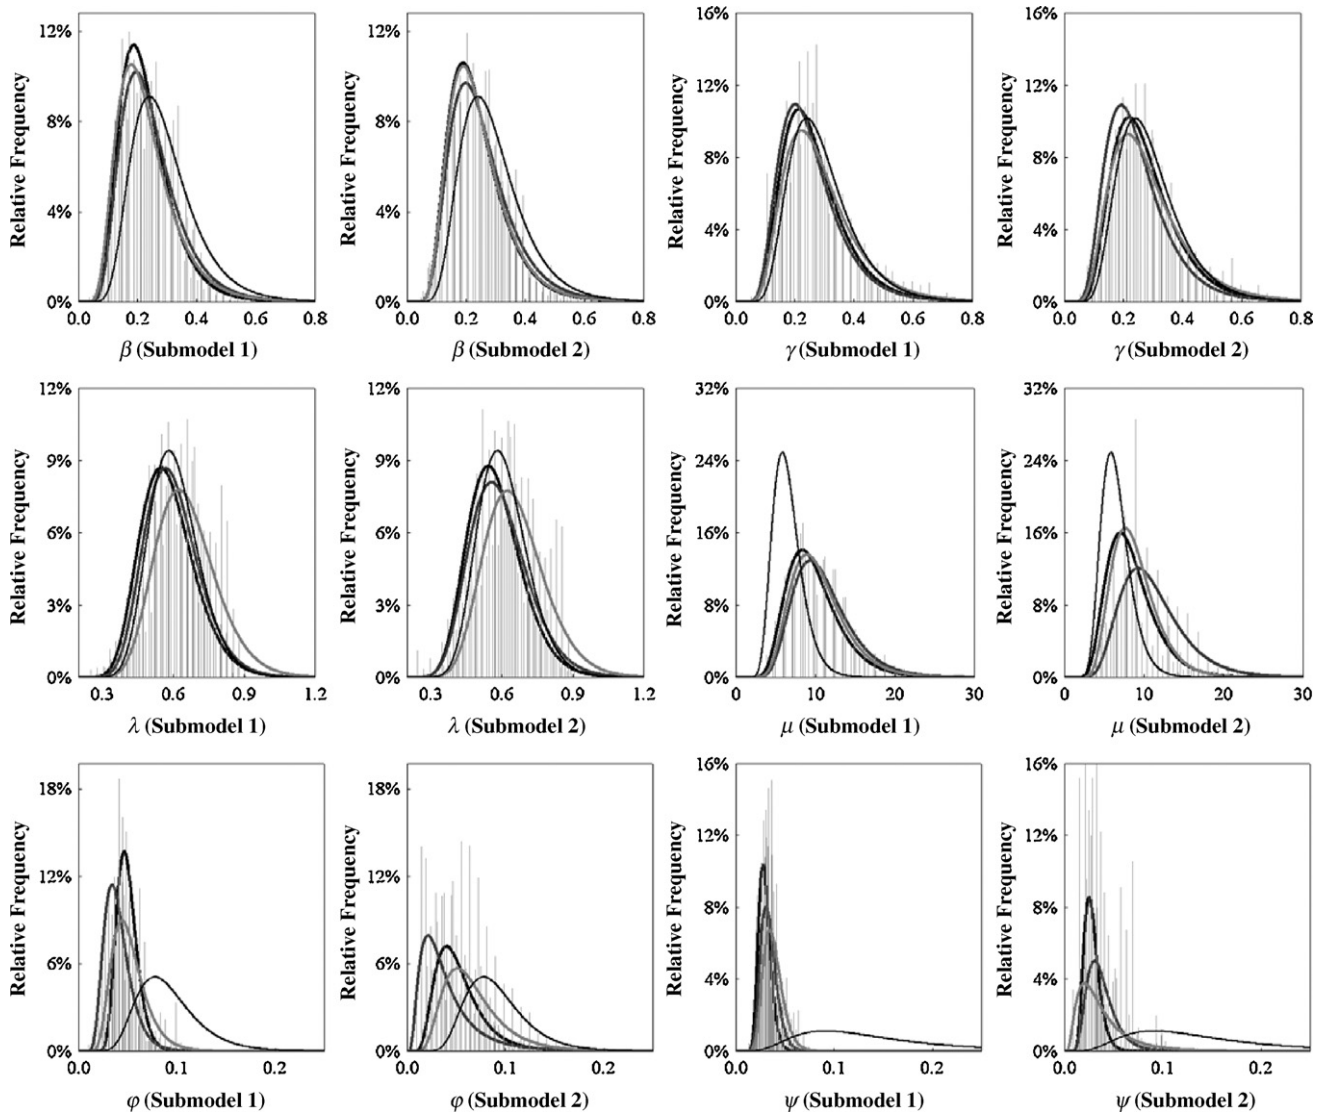 12%
8%
4%
0%
Relative Frequency
0.0 0.2 0.4 0.6 0.8
β (Submodel 1)
12%
8%
4%
0%
Relative Frequency
0.0 0.2 0.4 0.6 0.8
β (Submodel 2)
16%
12%
8%
4%
0%
Relative Frequency
0.0 0.2 0.4 0.6 0.8
γ (Submodel 1)
16%
12%
8%
4%
0%
Relative Frequency
0.0 0.2 0.4 0.6 0.8
γ (Submodel 2)
12%
9%
6%
3%
0%
Relative Frequency
0.3 0.6 0.9 1.2
λ (Submodel 1)
12%
9%
6%
3%
0%
Relative Frequency
0.3 0.6 0.9 1.2
λ (Submodel 2)
32%
24%
16%
8%
0%
Relative Frequency
0 10 20 30
μ (Submodel 1)
32%
24%
16%
8%
0%
Relative Frequency
0 10 20 30
μ (Submodel 2)
18%
12%
6%
0%
Relative Frequency
0.0 0.1 0.2
φ (Submodel 1)
18%
12%
6%
0%
Relative Frequency
0.0 0.1 0.2
φ (Submodel 2)
16%
12%
8%
4%
0%
Relative Frequency
0.0 0.1 0.2
ψ (Submodel 1)
16%
12%
8%
4%
0%
Relative Frequency
0.0 0.1 0.2
ψ (Submodel 2)